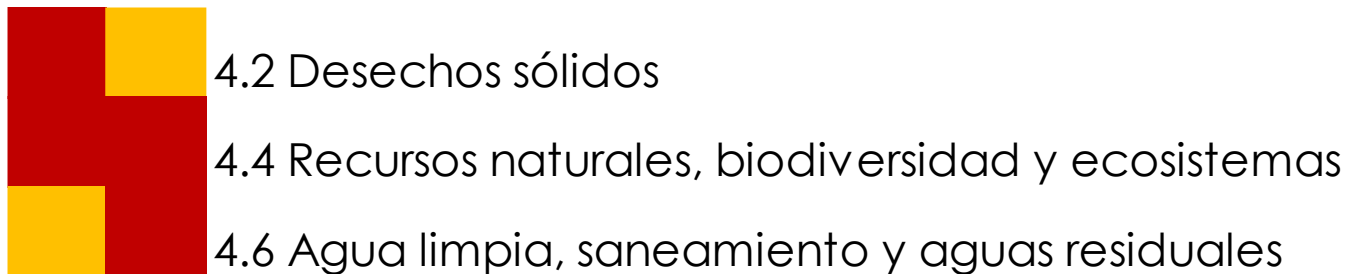 4.2 Desechos sólidos
4.4 Recursos naturales, biodiversidad y ecosistemas
4.6 Agua limpia, saneamiento y aguas residuales